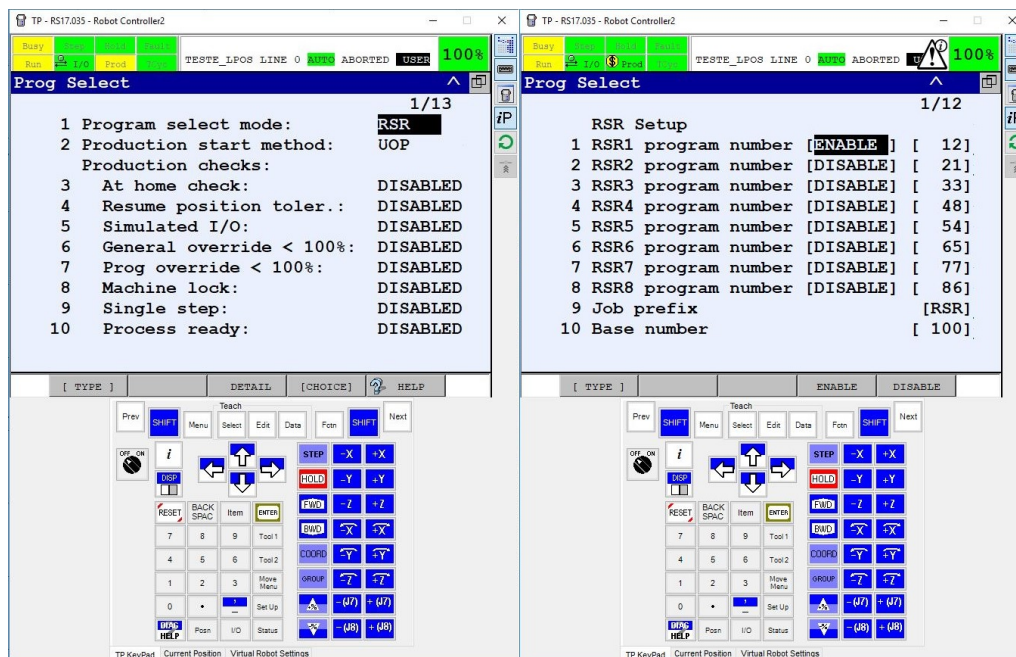 TP - RS17.035 - Robot Controller2
Busy Step Hold Fault
Run I/O Prod TCyc
TESTE_LPOS LINE 0 AUTO ABORTED USER
100%
Prog Select
1/13
1 Program select mode: RSR
2 Production start method: UOP
Production checks:
3 At home check: DISABLED
4 Resume position toler.: DISABLED
5 Simulated I/O: DISABLED
6 General override < 100%: DISABLED
7 Prog override < 100%: DISABLED
8 Machine lock: DISABLED
9 Single step: DISABLED
10 Process ready: DISABLED
[ TYPE ] DETAIL [CHOICE] HELP
iP
Teach
Prev SHIFT Menu Select Edit Data Fctn SHIFT Next
OFF ON i STEP -X +X
DISP HOLD -Y +Y
RESET BACK SPAC Item ENTER FWD -Z +Z
7 8 9 Tool 1 BWD -X +X
4 5 6 Tool 2 COORD -Y +Y
1 2 3 Move Menu GROUP -Z +Z
0 . , _ Set Up % -(J7) +(J7)
DIAG HELP Posn I/O Status % -(J8) +(J8)
TP KeyPad Current Position Virtual Robot Settings
TP - RS17.035 - Robot Controller2
Busy Step Hold Fault
Run I/O Prod TCyc
TESTE_LPOS LINE 0 AUTO ABORTED
100%
Prog Select
1/12
RSR Setup
1 RSR1 program number [ENABLE ] [ 12]
2 RSR2 program number [DISABLE] [ 21]
3 RSR3 program number [DISABLE] [ 33]
4 RSR4 program number [DISABLE] [ 48]
5 RSR5 program number [DISABLE] [ 54]
6 RSR6 program number [DISABLE] [ 65]
7 RSR7 program number [DISABLE] [ 77]
8 RSR8 program number [DISABLE] [ 86]
9 Job prefix [RSR]
10 Base number [ 100]
[ TYPE ] ENABLE DISABLE
Teach
Prev SHIFT Menu Select Edit Data Fctn SHIFT Next
OFF ON i STEP -X +X
DISP HOLD -Y +Y
RESET BACK SPAC Item ENTER FWD -Z +Z
7 8 9 Tool 1 BWD -X +X
4 5 6 Tool 2 COORD -Y +Y
1 2 3 Move Menu GROUP -Z +Z
0 . , _ Set Up % -(J7) +(J7)
DIAG HELP Posn I/O Status % -(J8) +(J8)
TP KeyPad Current Position Virtual Robot Settings